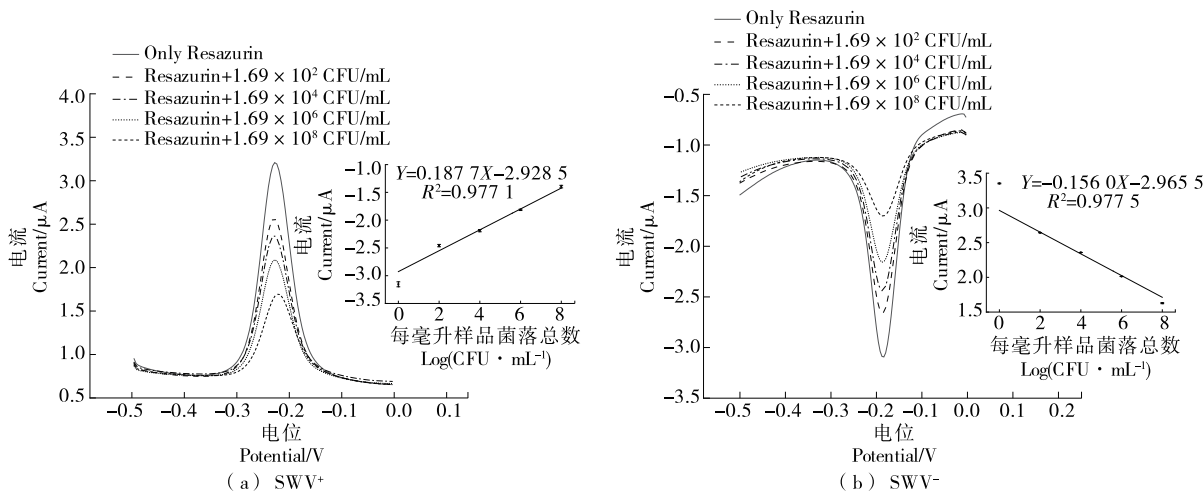 Only Resazurin
Resazurin+1.69 × 10² CFU/mL
Resazurin+1.69 × 10⁴ CFU/mL
Resazurin+1.69 × 10⁶ CFU/mL
Resazurin+1.69 × 10⁸ CFU/mL
4.0
3.5
3.0
2.5
2.0
1.5
1.0
0.5
电流
Current/μA
−0.5
−0.4
−0.3
−0.2
−0.1
0.0
0.1
电位
Potential/V
Y=0.187 7X−2.928 5
R²=0.977 1
−1.0
−1.5
−2.0
−2.5
−3.0
−3.5
电流
Current/μA
0
2
4
6
8
每毫升样品菌落总数
Log(CFU · mL⁻¹)
(a) SWV⁺
Only Resazurin
Resazurin+1.69 × 10² CFU/mL
Resazurin+1.69 × 10⁴ CFU/mL
Resazurin+1.69 × 10⁶ CFU/mL
Resazurin+1.69 × 10⁸ CFU/mL
−0.5
−1.0
−1.5
−2.0
−2.5
−3.0
−3.5
电流
Current/μA
−0.5
−0.4
−0.3
−0.2
−0.1
−0.0
0.1
0.2
电位
Potential/V
Y=−0.156 0X−2.965 5
R²=0.977 5
3.5
3.0
2.5
2.0
1.5
电流
Current/μA
0
2
4
6
8
每毫升样品菌落总数
Log(CFU · mL⁻¹)
(b) SWV⁻